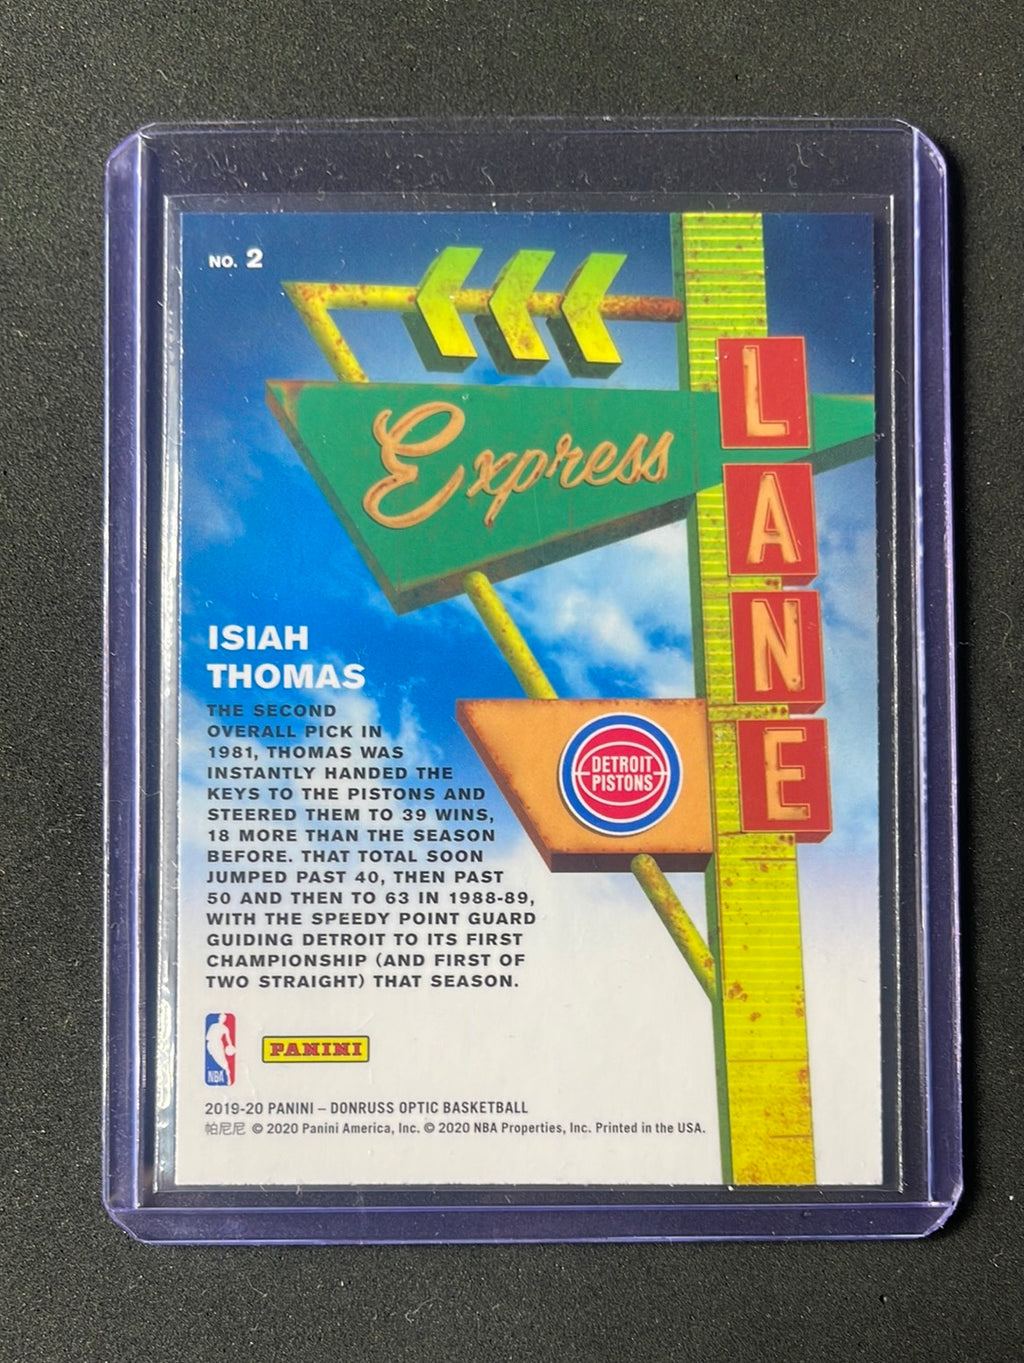 NO. 2
Express
LANE
ISIAH
THOMAS
THE SECOND
OVERALL PICK IN
1981, THOMAS WAS
INSTANTLY HANDED THE
KEYS TO THE PISTONS AND
STEERED THEM TO 39 WINS,
18 MORE THAN THE SEASON
BEFORE. THAT TOTAL SOON
JUMPED PAST 40, THEN PAST
50 AND THEN TO 63 IN 1988-89,
WITH THE SPEEDY POINT GUARD
GUIDING DETROIT TO ITS FIRST
CHAMPIONSHIP (AND FIRST OF
TWO STRAIGHT) THAT SEASON.
DETROIT
PISTONS
NBA
PANINI
2019-20 PANINI – DONRUSS OPTIC BASKETBALL
帕尼尼 © 2020 Panini America, Inc. © 2020 NBA Properties, Inc. Printed in the USA.